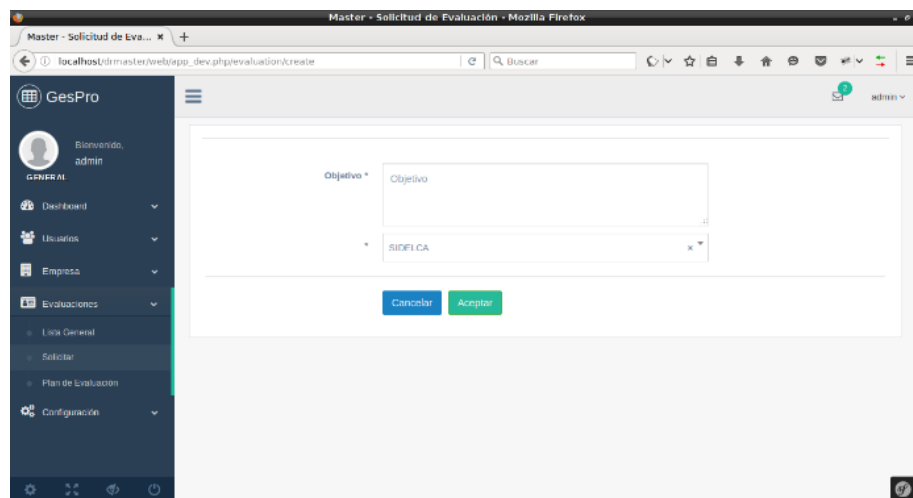 Master - Solicitud de Evaluación - Mozilla Firefox
Master - Solicitud de Eva...
localhost/drmaster/web/app_dev.php/evaluation/create
Buscar
GesPro
2
admin
Bienvenido,
admin
GENERAL
Dashboard
Usuarios
Empresa
Evaluaciones
Lista General
Solicitar
Plan de Evaluación
Configuración
Objetivo *
Objetivo
*
SIDELCA
Cancelar
Aceptar